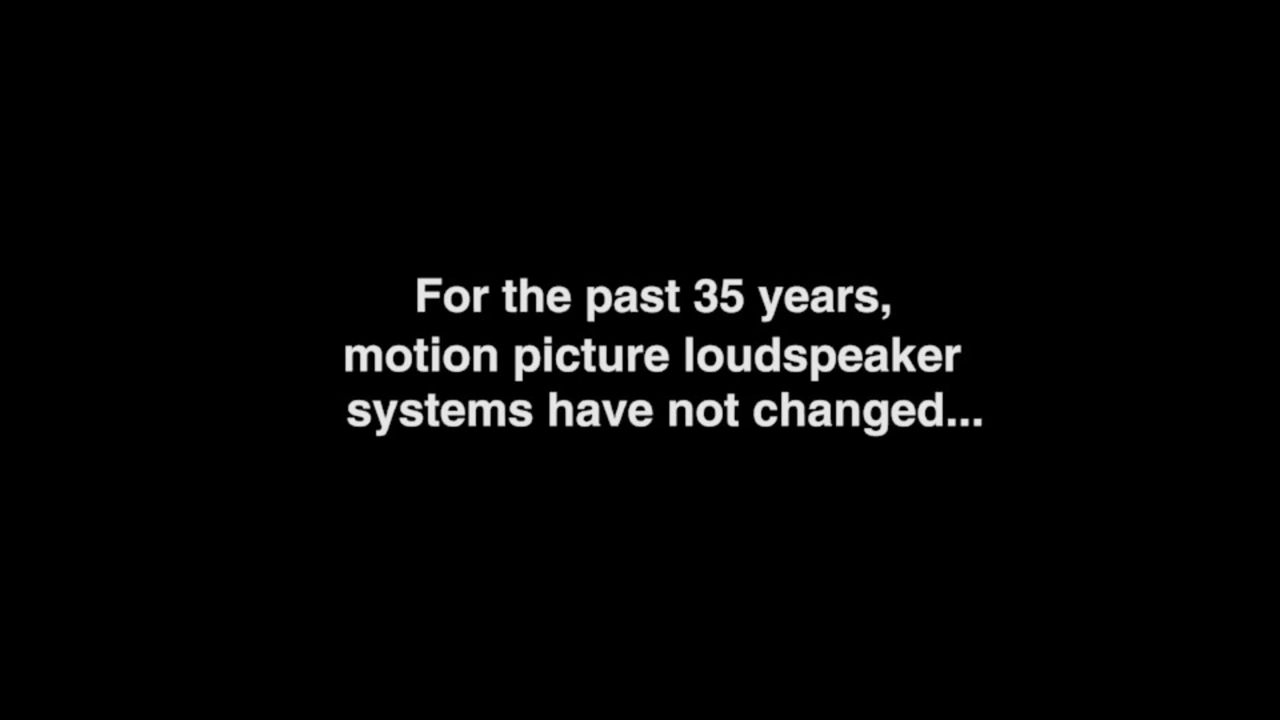 For the past 35 years,
motion picture loudspeaker
systems have not changed...